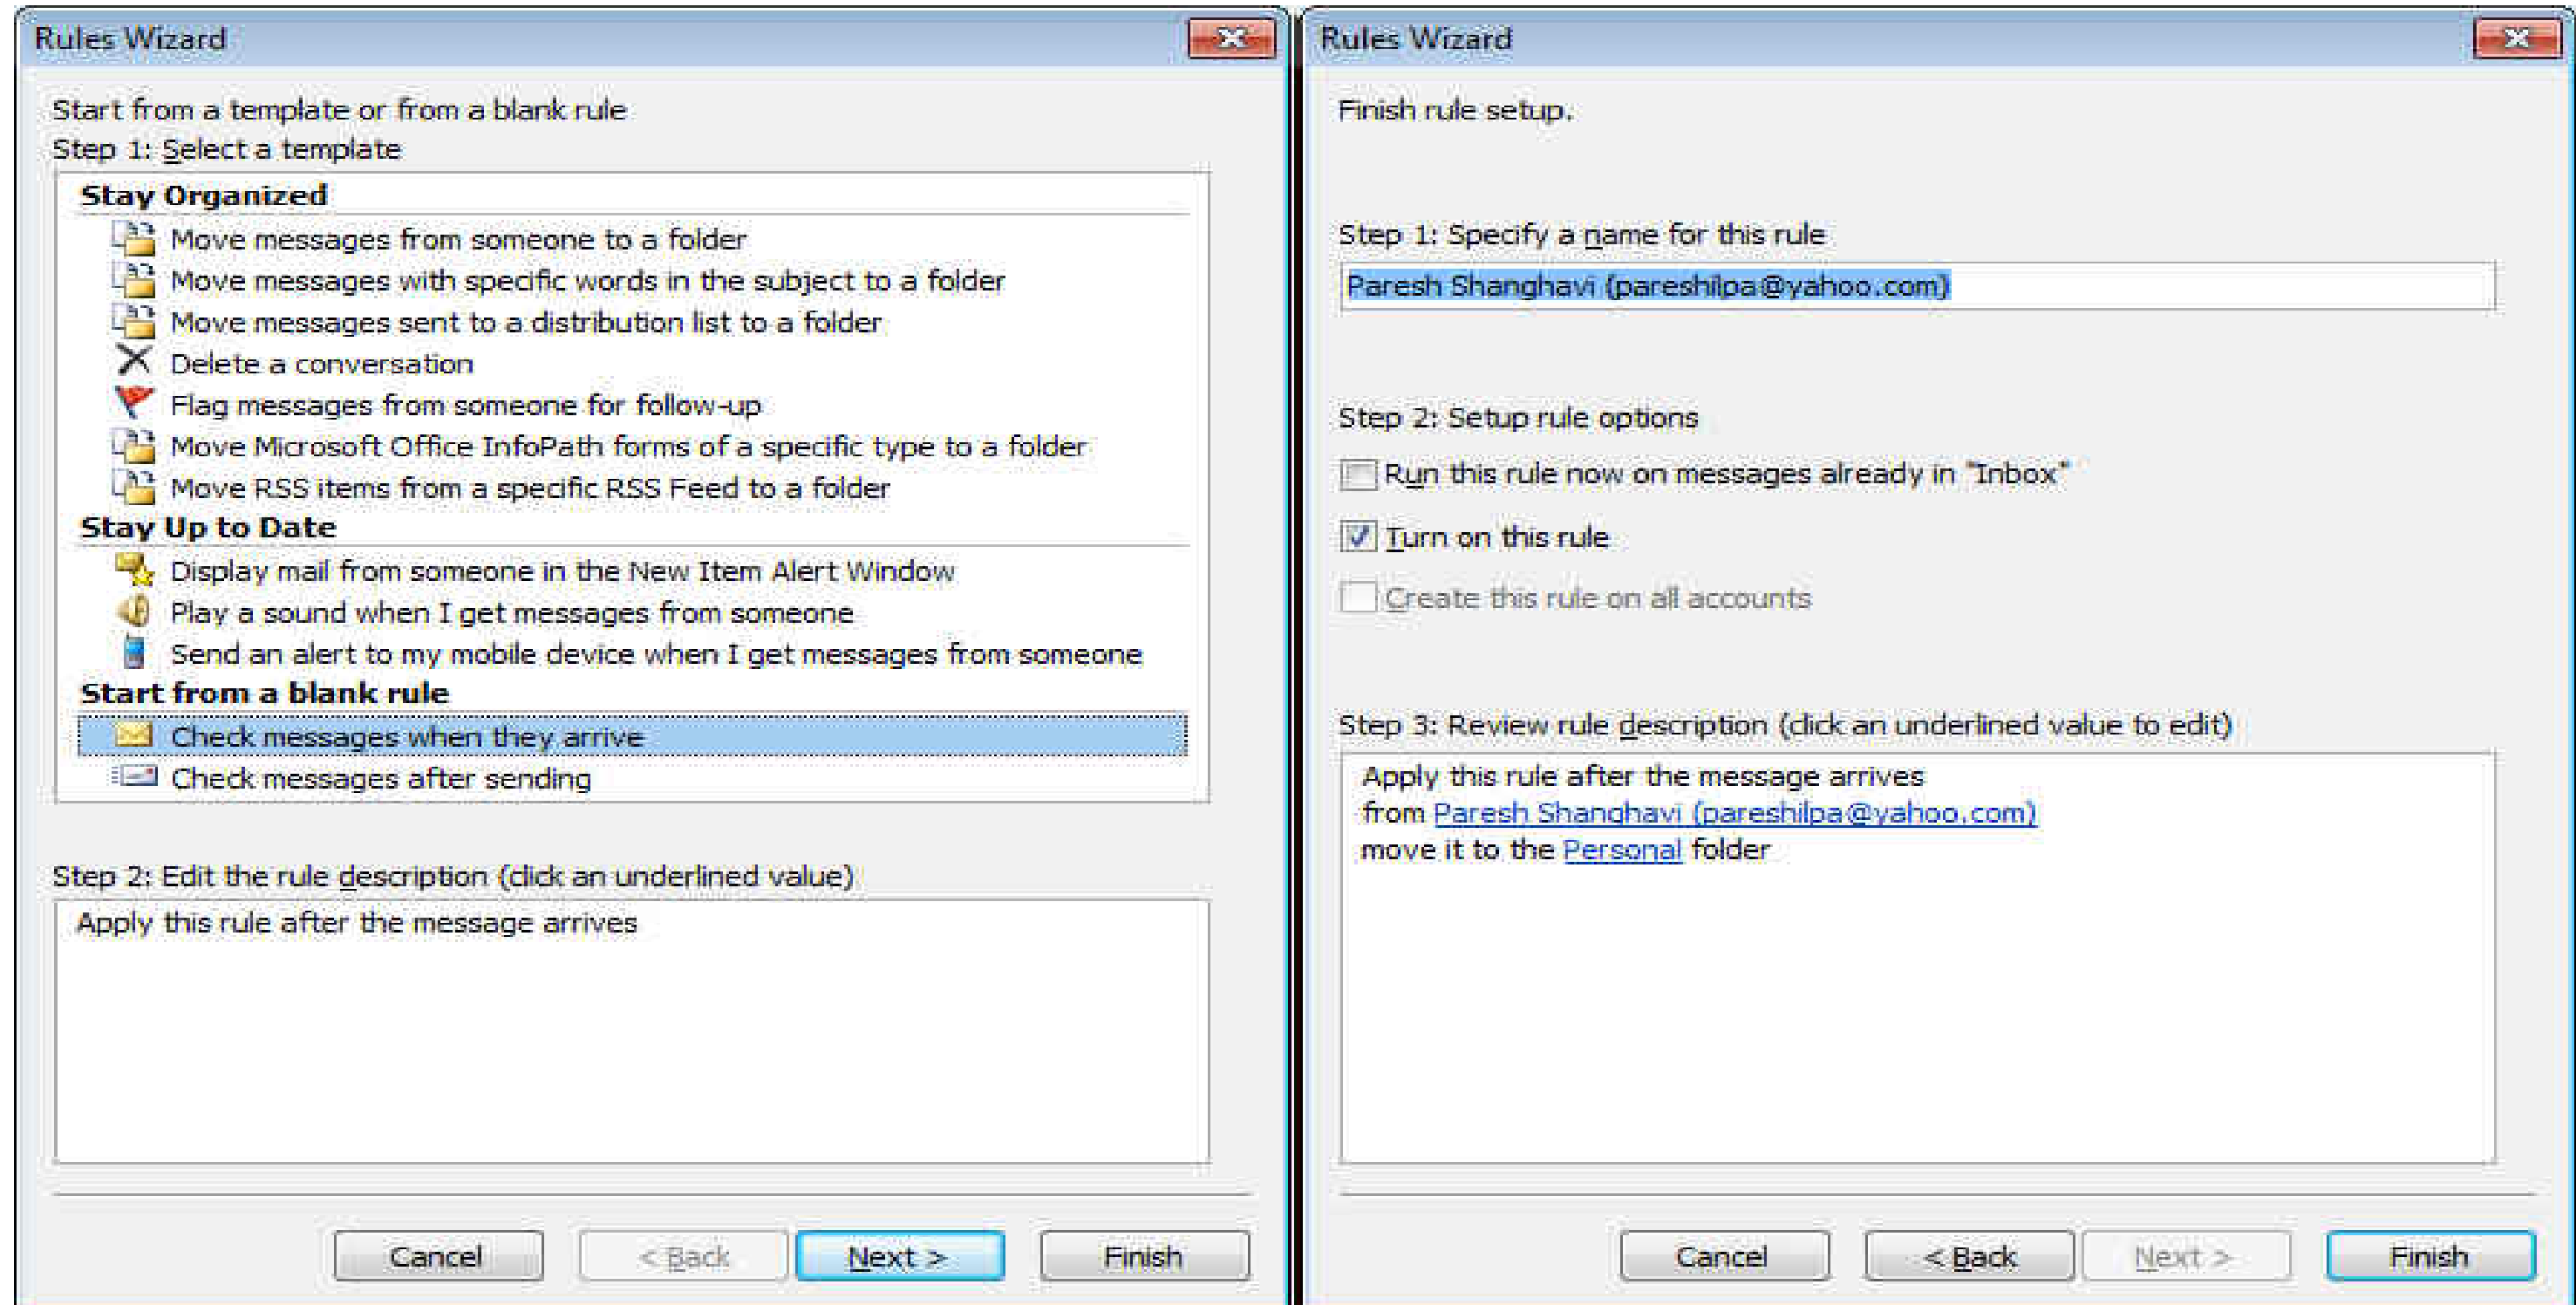 Rules Wizard
Start from a template or from a blank rule
Step 1: Select a template
Stay Organized
Move messages from someone to a folder
Move messages with specific words in the subject to a folder
Move messages sent to a distribution list to a folder
Delete a conversation
Flag messages from someone for follow-up
Move Microsoft Office InfoPath forms of a specific type to a folder
Move RSS items from a specific RSS Feed to a folder
Stay Up to Date
Display mail from someone in the New Item Alert Window
Play a sound when I get messages from someone
Send an alert to my mobile device when I get messages from someone
Start from a blank rule
Check messages when they arrive
Check messages after sending
Step 2: Edit the rule description (click an underlined value)
Apply this rule after the message arrives
Cancel < Back Next > Finish
Rules Wizard
Finish rule setup.
Step 1: Specify a name for this rule
Paresh Shanghavi (pareshilpa@yahoo.com)
Step 2: Setup rule options
Run this rule now on messages already in "Inbox"
Turn on this rule
Create this rule on all accounts
Step 3: Review rule description (click an underlined value to edit)
Apply this rule after the message arrives
from Paresh Shanghavi (pareshilpa@yahoo.com)
move it to the Personal folder
Cancel < Back Next > Finish